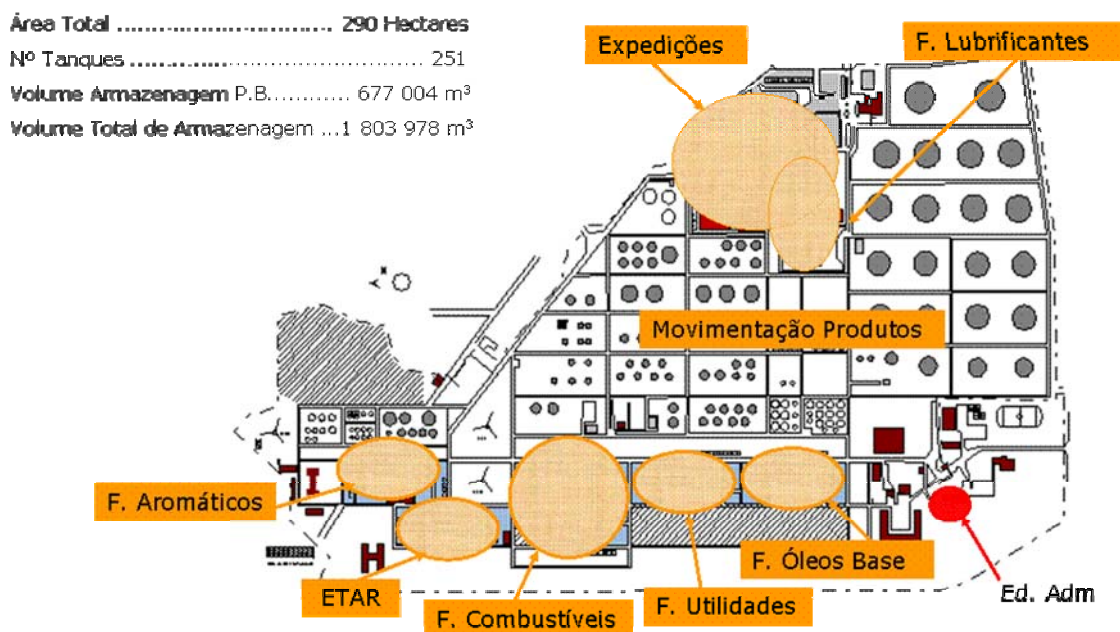 Área Total ................................ 290 Hectares
Nº Tanques ...................................... 251
Volume Armazenagem P.B............ 677 004 m³
Volume Total de Armazenagem ...1 803 978 m³
Expedições
F. Lubrificantes
Movimentação Produtos
F. Aromáticos
ETAR
F. Combustíveis
F. Utilidades
F. Óleos Base
Ed. Adm